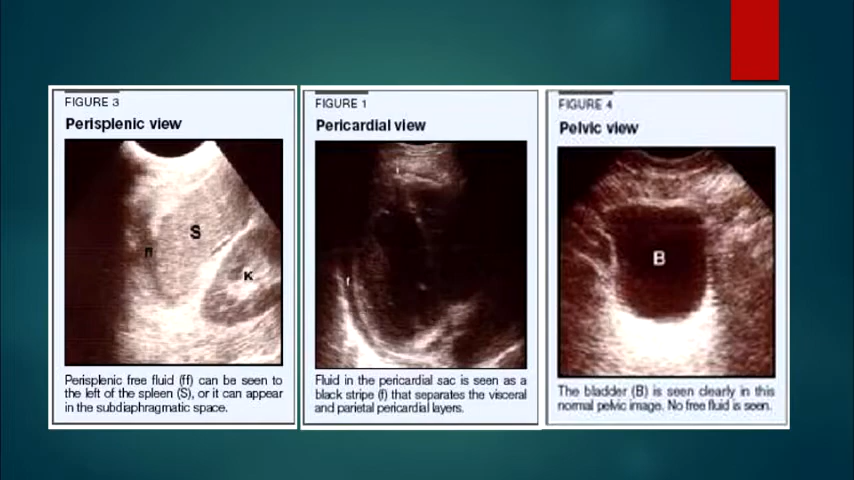 FIGURE 3
Perisplenic view
ff
S
K
Perisplenic free fluid (ff) can be seen to
the left of the spleen (S), or it can appear
in the subdiaphragmatic space.
FIGURE 1
Pericardial view
f
f
Fluid in the pericardial sac is seen as a
black stripe (f) that separates the visceral
and parietal pericardial layers.
FIGURE 4
Pelvic view
B
The bladder (B) is seen clearly in this
normal pelvic image. No free fluid is seen.